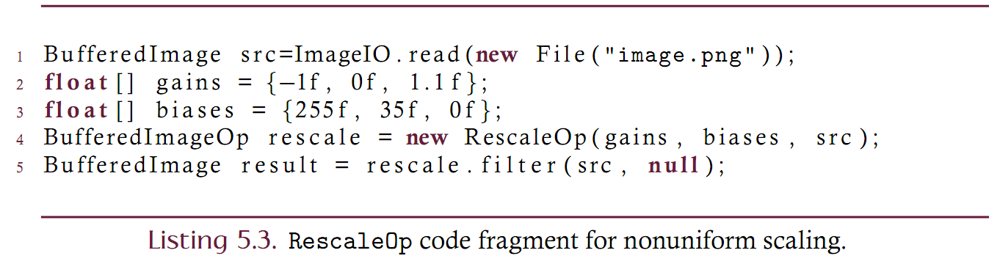 1 BufferedImage src=ImageIO.read(new File("image.png"));
2 float[] gains = {−1f, 0f, 1.1f};
3 float[] biases = {255f, 35f, 0f};
4 BufferedImageOp rescale = new RescaleOp(gains, biases, src);
5 BufferedImage result = rescale.filter(src, null);
Listing 5.3. RescaleOp code fragment for nonuniform scaling.